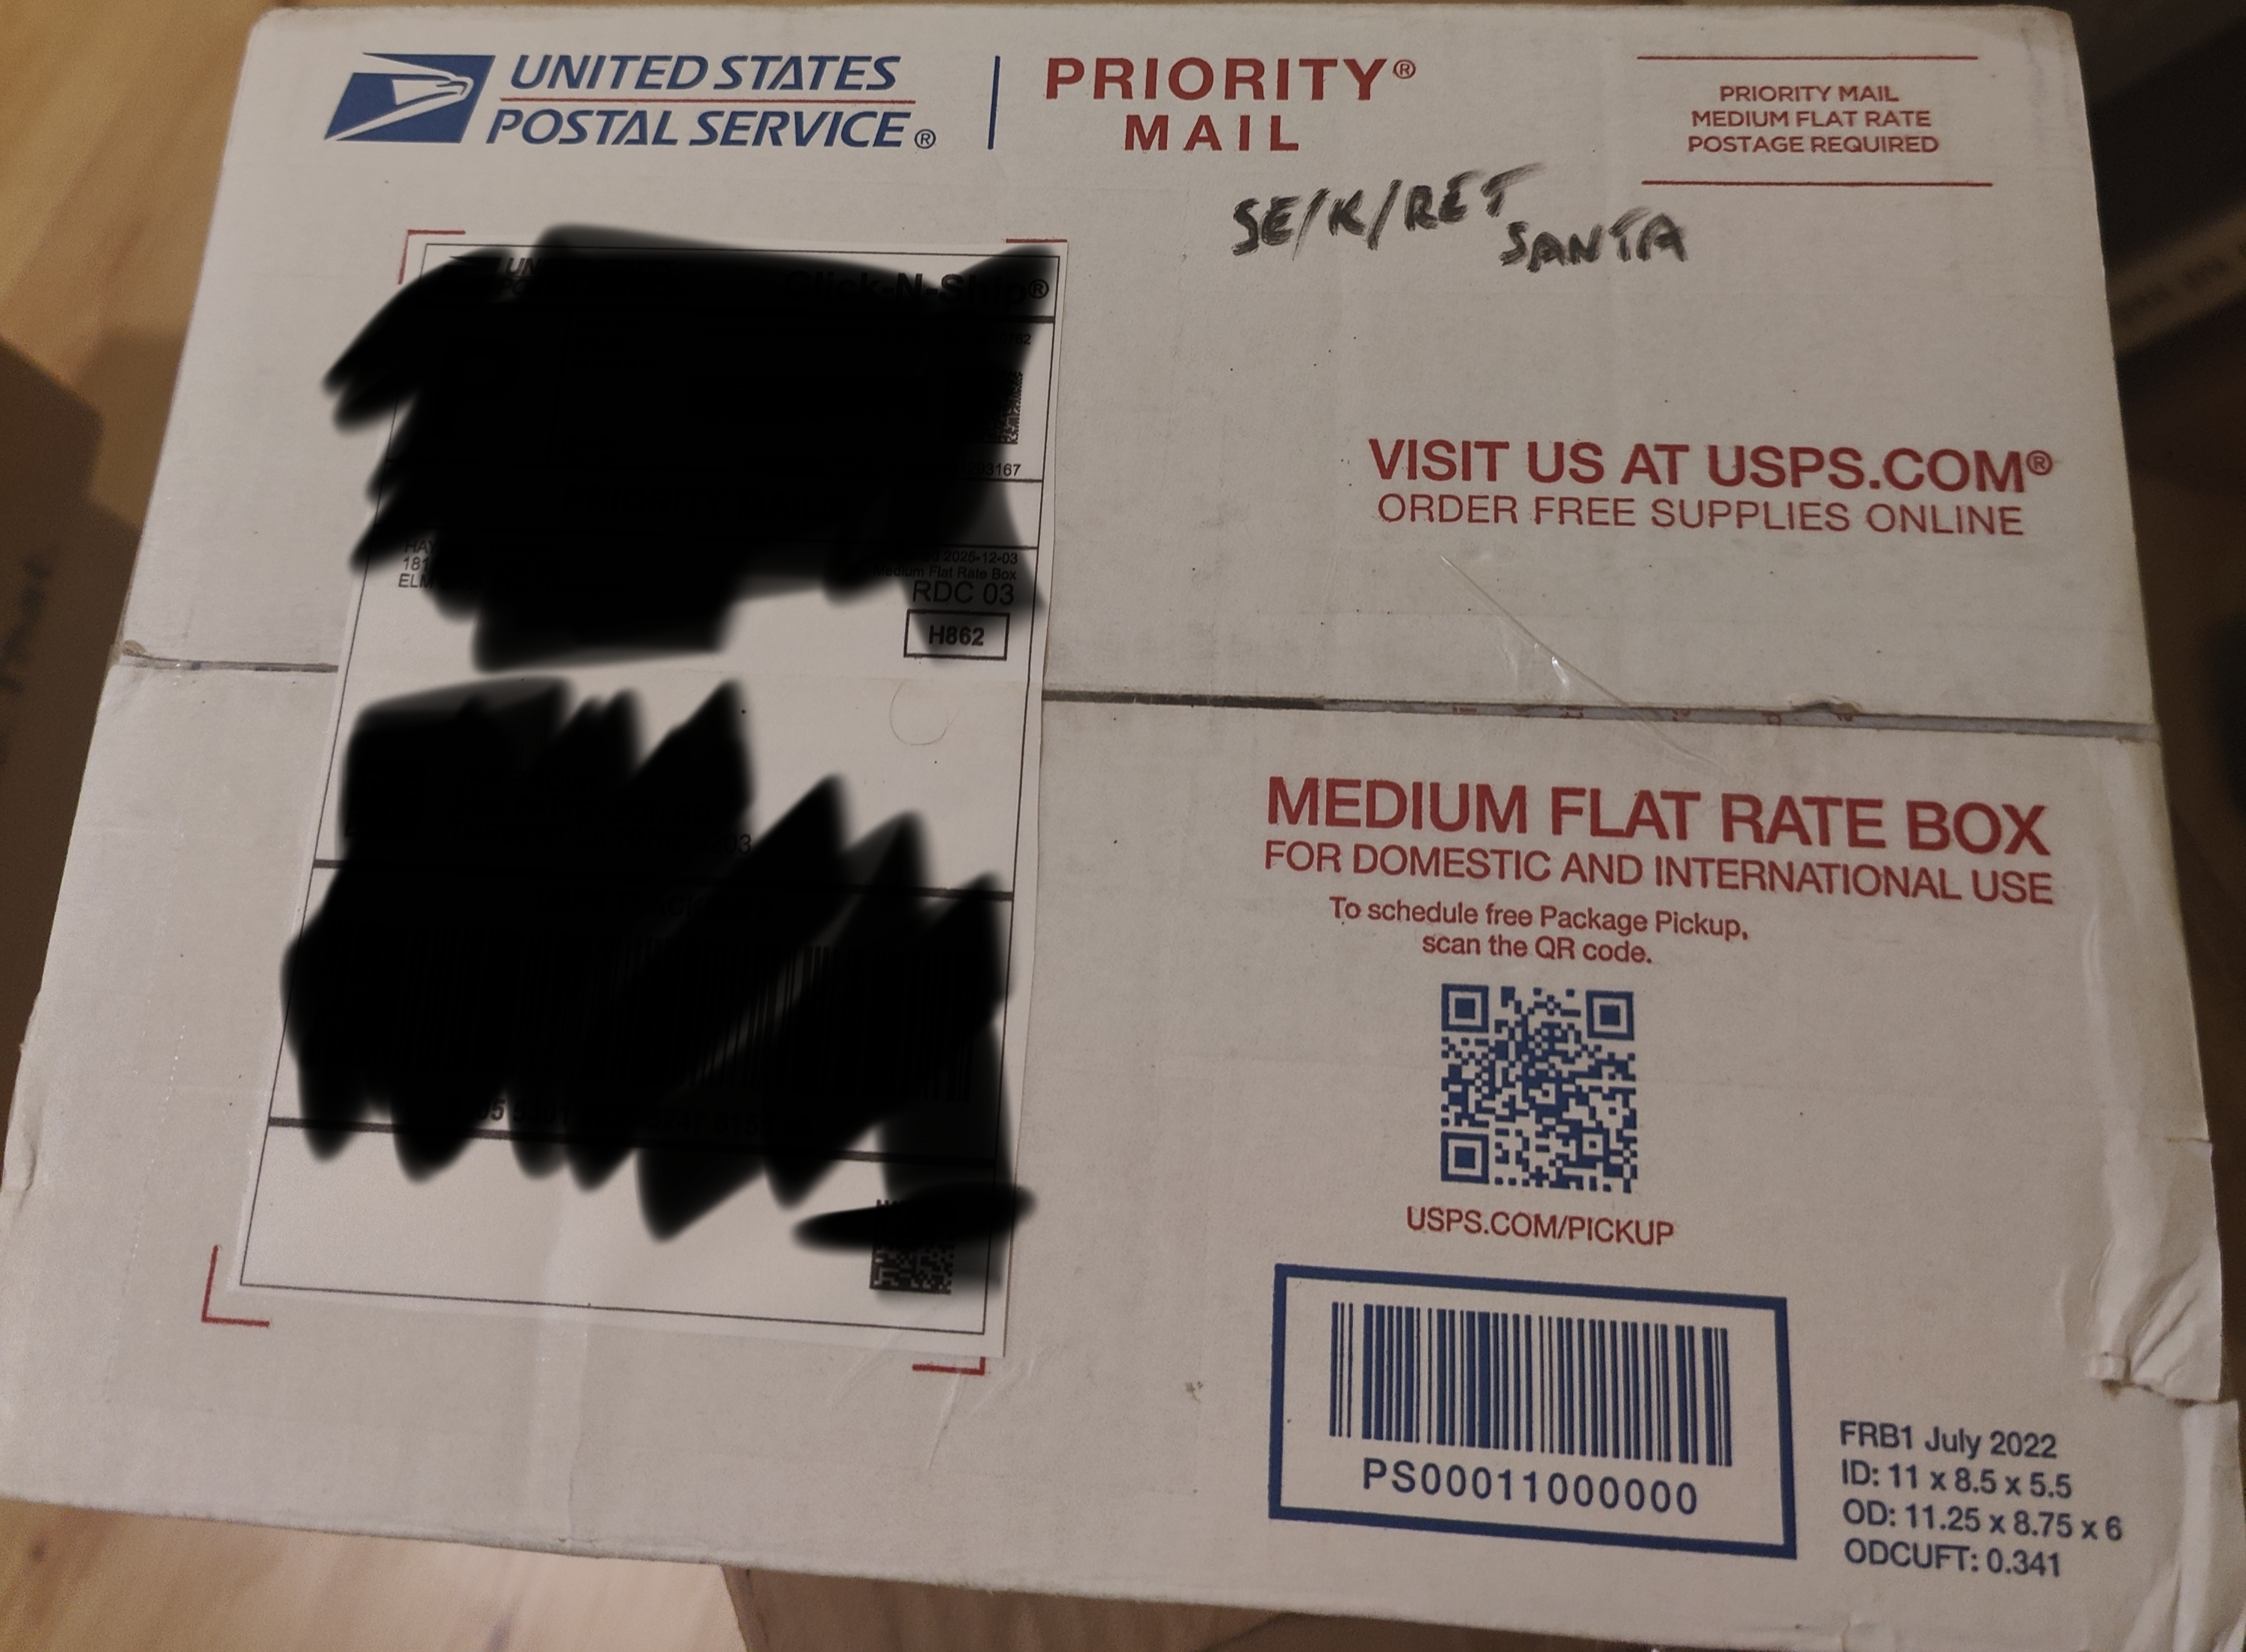 UNITED STATES
POSTAL SERVICE®
PRIORITY®
MAIL
PRIORITY MAIL
MEDIUM FLAT RATE
POSTAGE REQUIRED
SE/K/RET
SANTA
Click-N-Ship®
VISIT US AT USPS.COM®
ORDER FREE SUPPLIES ONLINE
2025-12-03
Medium Flat Rate Box
RDC 03
H862
MEDIUM FLAT RATE BOX
FOR DOMESTIC AND INTERNATIONAL USE
To schedule free Package Pickup,
scan the QR code.
USPS.COM/PICKUP
PS00011000000
FRB1 July 2022
ID: 11 x 8.5 x 5.5
OD: 11.25 x 8.75 x 6
ODCUFT: 0.341